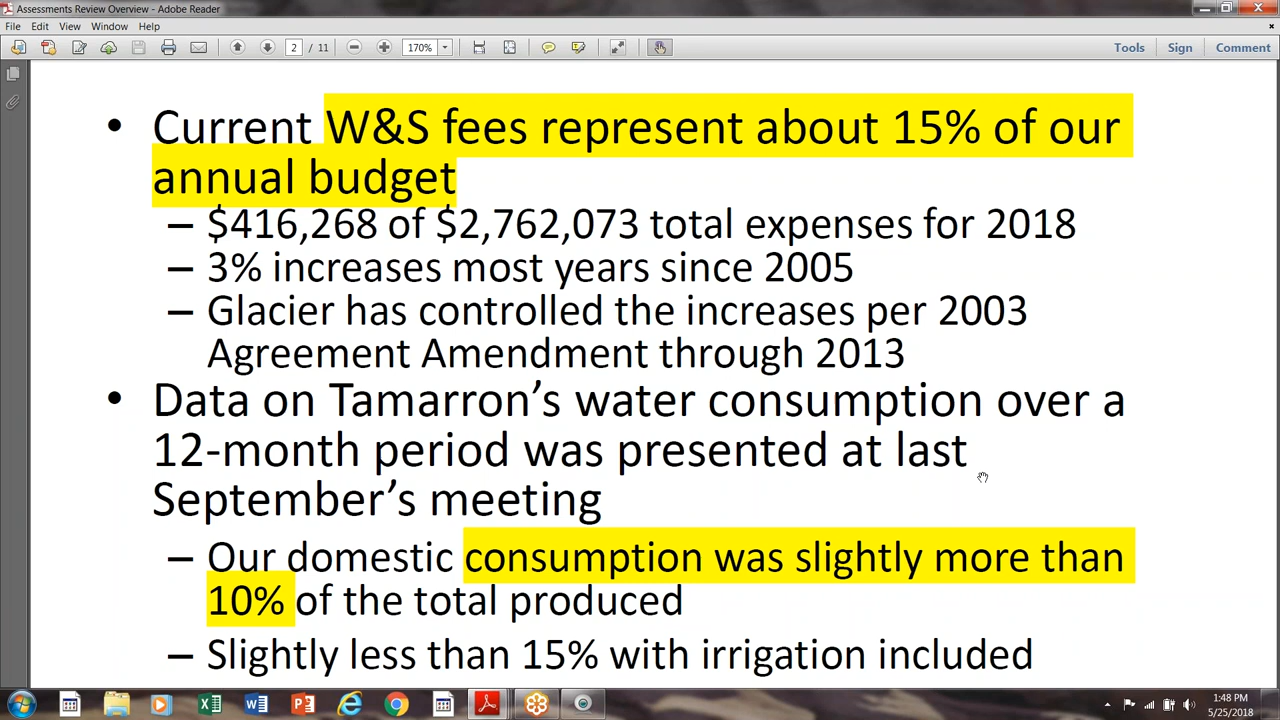 Assessments Review Overview - Adobe Reader
File Edit View Window Help
2 / 11 170% Tools Sign Comment
• Current W&S fees represent about 15% of our
annual budget
– $416,268 of $2,762,073 total expenses for 2018
– 3% increases most years since 2005
– Glacier has controlled the increases per 2003
Agreement Amendment through 2013
• Data on Tamarron’s water consumption over a
12-month period was presented at last
September’s meeting
– Our domestic consumption was slightly more than
10% of the total produced
– Slightly less than 15% with irrigation included
1:48 PM
5/25/2018